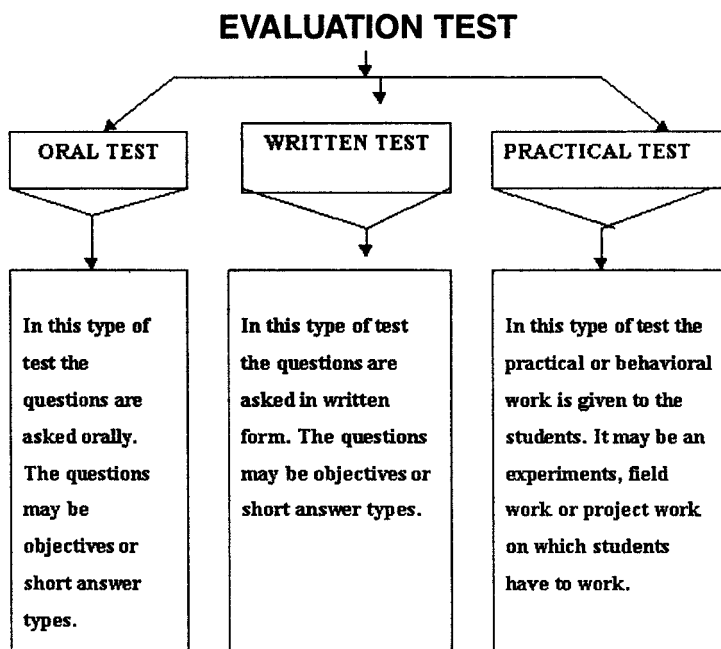 EVALUATION TEST
ORAL TEST
WRITTEN TEST
PRACTICAL TEST
In this type of
test the
questions are
asked orally.
The questions
may be
objectives or
short answer
types.
In this type of test
the questions are
asked in written
form. The questions
may be objectives or
short answer types.
In this type of test the
practical or behavioral
work is given to the
students. It may be an
experiments, field
work or project work
on which students
have to work.